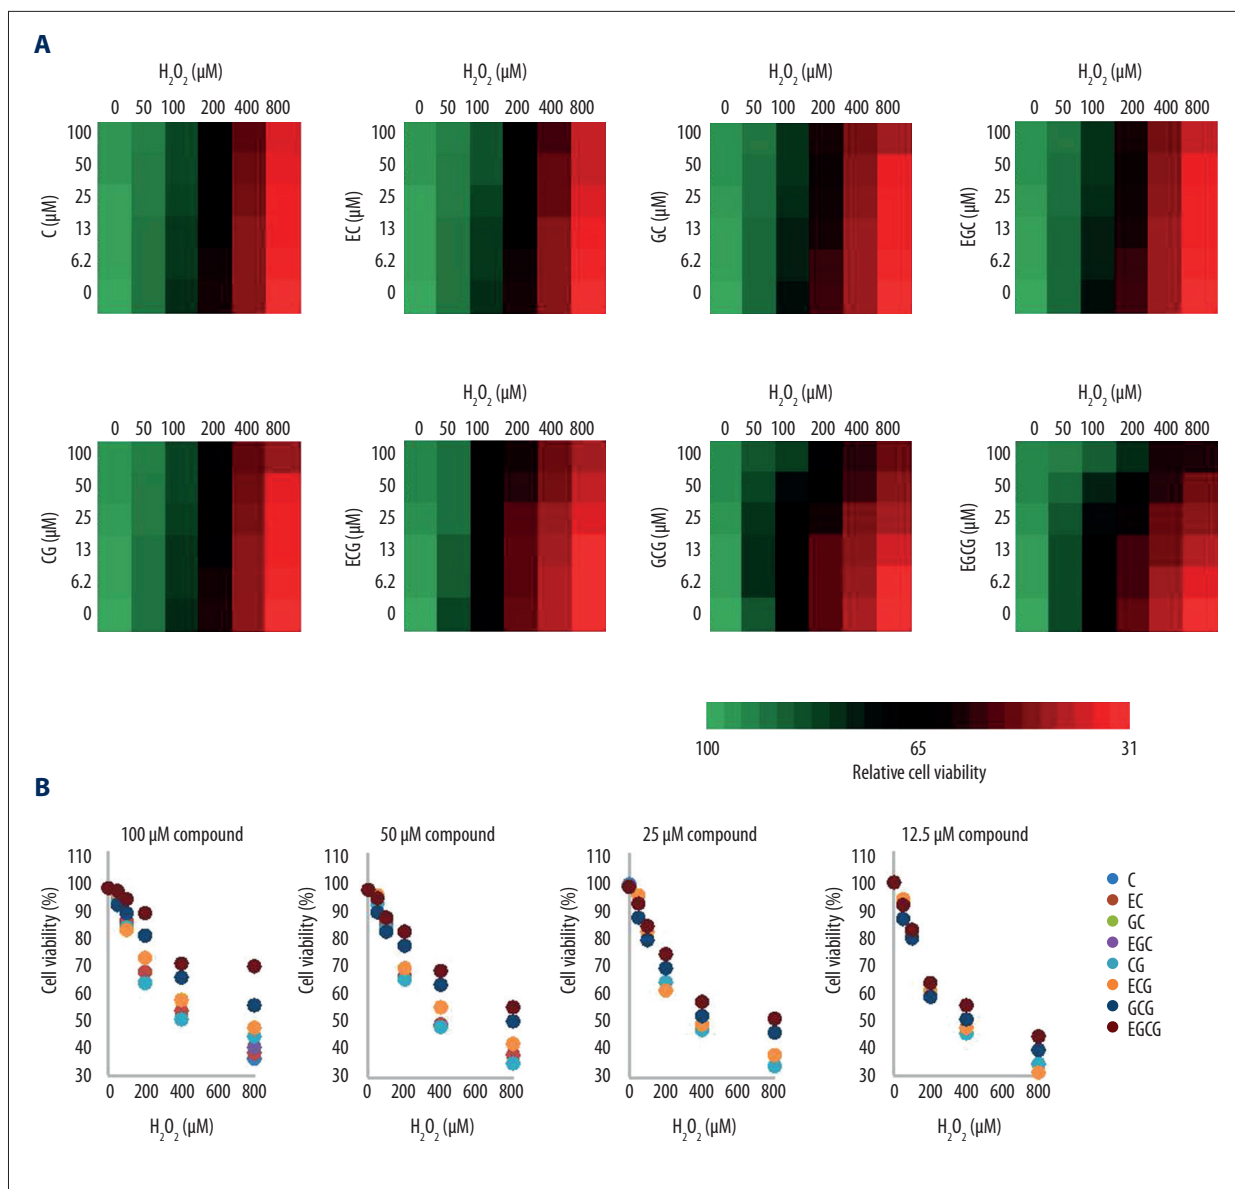 A
H₂O₂ (µM) H₂O₂ (µM) H₂O₂ (µM) H₂O₂ (µM)
0 50 100 200 400 800 0 50 100 200 400 800 0 50 100 200 400 800 0 50 100 200 400 800
C (µM) 100 50 25 13 6.2 0
EC (µM) 100 50 25 13 6.2 0
GC (µM) 100 50 25 13 6.2 0
EGC (µM) 100 50 25 13 6.2 0
H₂O₂ (µM) H₂O₂ (µM) H₂O₂ (µM)
0 50 100 200 400 800 0 50 100 200 400 800 0 50 100 200 400 800 0 50 100 200 400 800
CG (µM) 100 50 25 13 6.2 0
ECG (µM) 100 50 25 13 6.2 0
GCG (µM) 100 50 25 13 6.2 0
EGCG (µM) 100 50 25 13 6.2 0
100 65 31
Relative cell viability
B
100 µM compound
Cell viability (%)
110
100
90
80
70
60
50
40
30
0 200 400 600 800
H₂O₂ (µM)
50 µM compound
Cell viability (%)
110
100
90
80
70
60
50
40
30
0 200 400 600 800
H₂O₂ (µM)
25 µM compound
Cell viability (%)
110
100
90
80
70
60
50
40
30
0 200 400 600 800
H₂O₂ (µM)
12.5 µM compound
Cell viability (%)
110
100
90
80
70
60
50
40
30
0 200 400 600 800
H₂O₂ (µM)
C
EC
GC
EGC
CG
ECG
GCG
EGCG